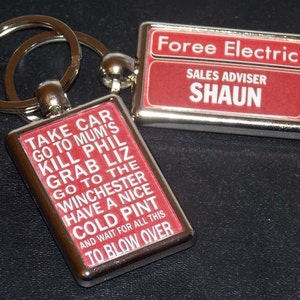 TAKE CAR
GO TO MUM'S
KILL PHIL
GRAB LIZ
GO TO THE
WINCHESTER
HAVE A NICE
COLD PINT
AND WAIT FOR ALL THIS
TO BLOW OVER
Foree Electric
SALES ADVISER
SHAUN